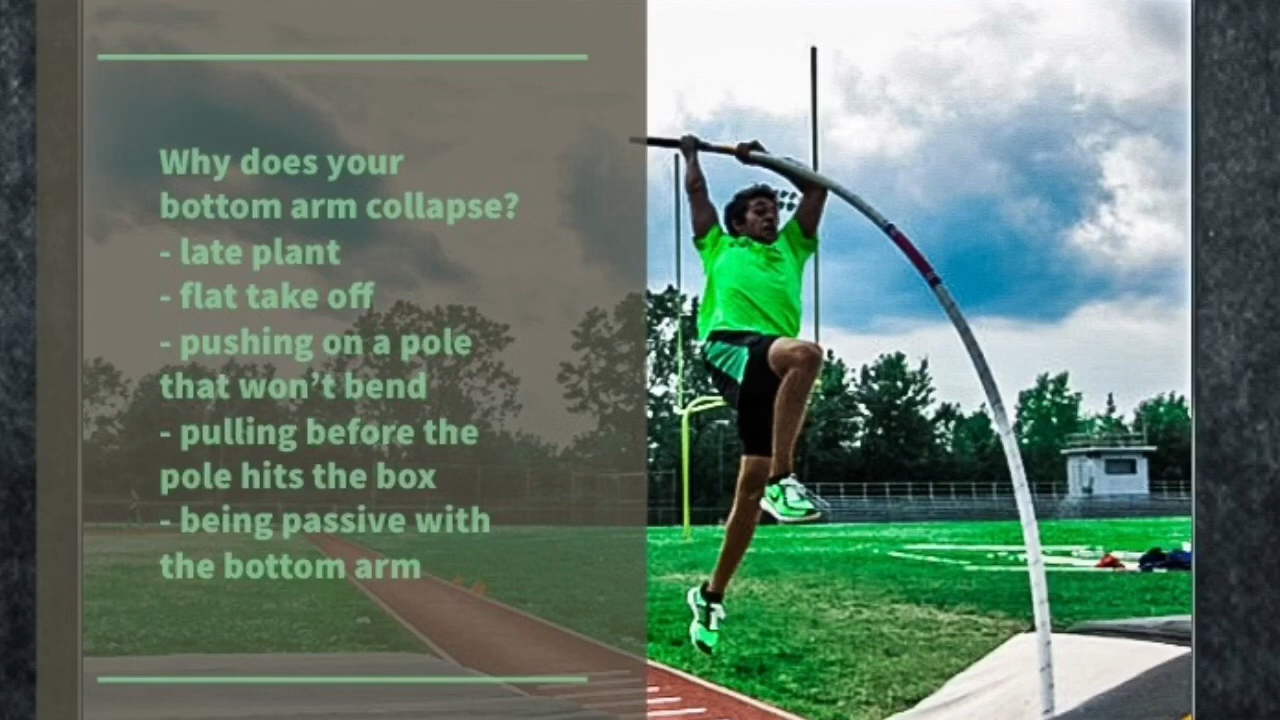 Why does your
bottom arm collapse?
- late plant
- flat take off
- pushing on a pole
that won’t bend
- pulling before the
pole hits the box
- being passive with
the bottom arm